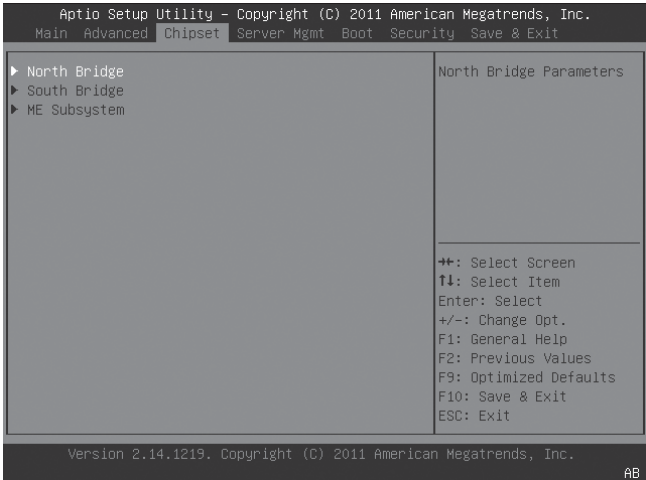 Aptio Setup Utility – Copyright (C) 2011 American Megatrends, Inc.
Main Advanced Chipset Server Mgmt Boot Security Save & Exit
▶ North Bridge
▶ South Bridge
▶ ME Subsystem
North Bridge Parameters
→←: Select Screen
↑↓: Select Item
Enter: Select
+/-: Change Opt.
F1: General Help
F2: Previous Values
F9: Optimized Defaults
F10: Save & Exit
ESC: Exit
Version 2.14.1219. Copyright (C) 2011 American Megatrends, Inc.
AB